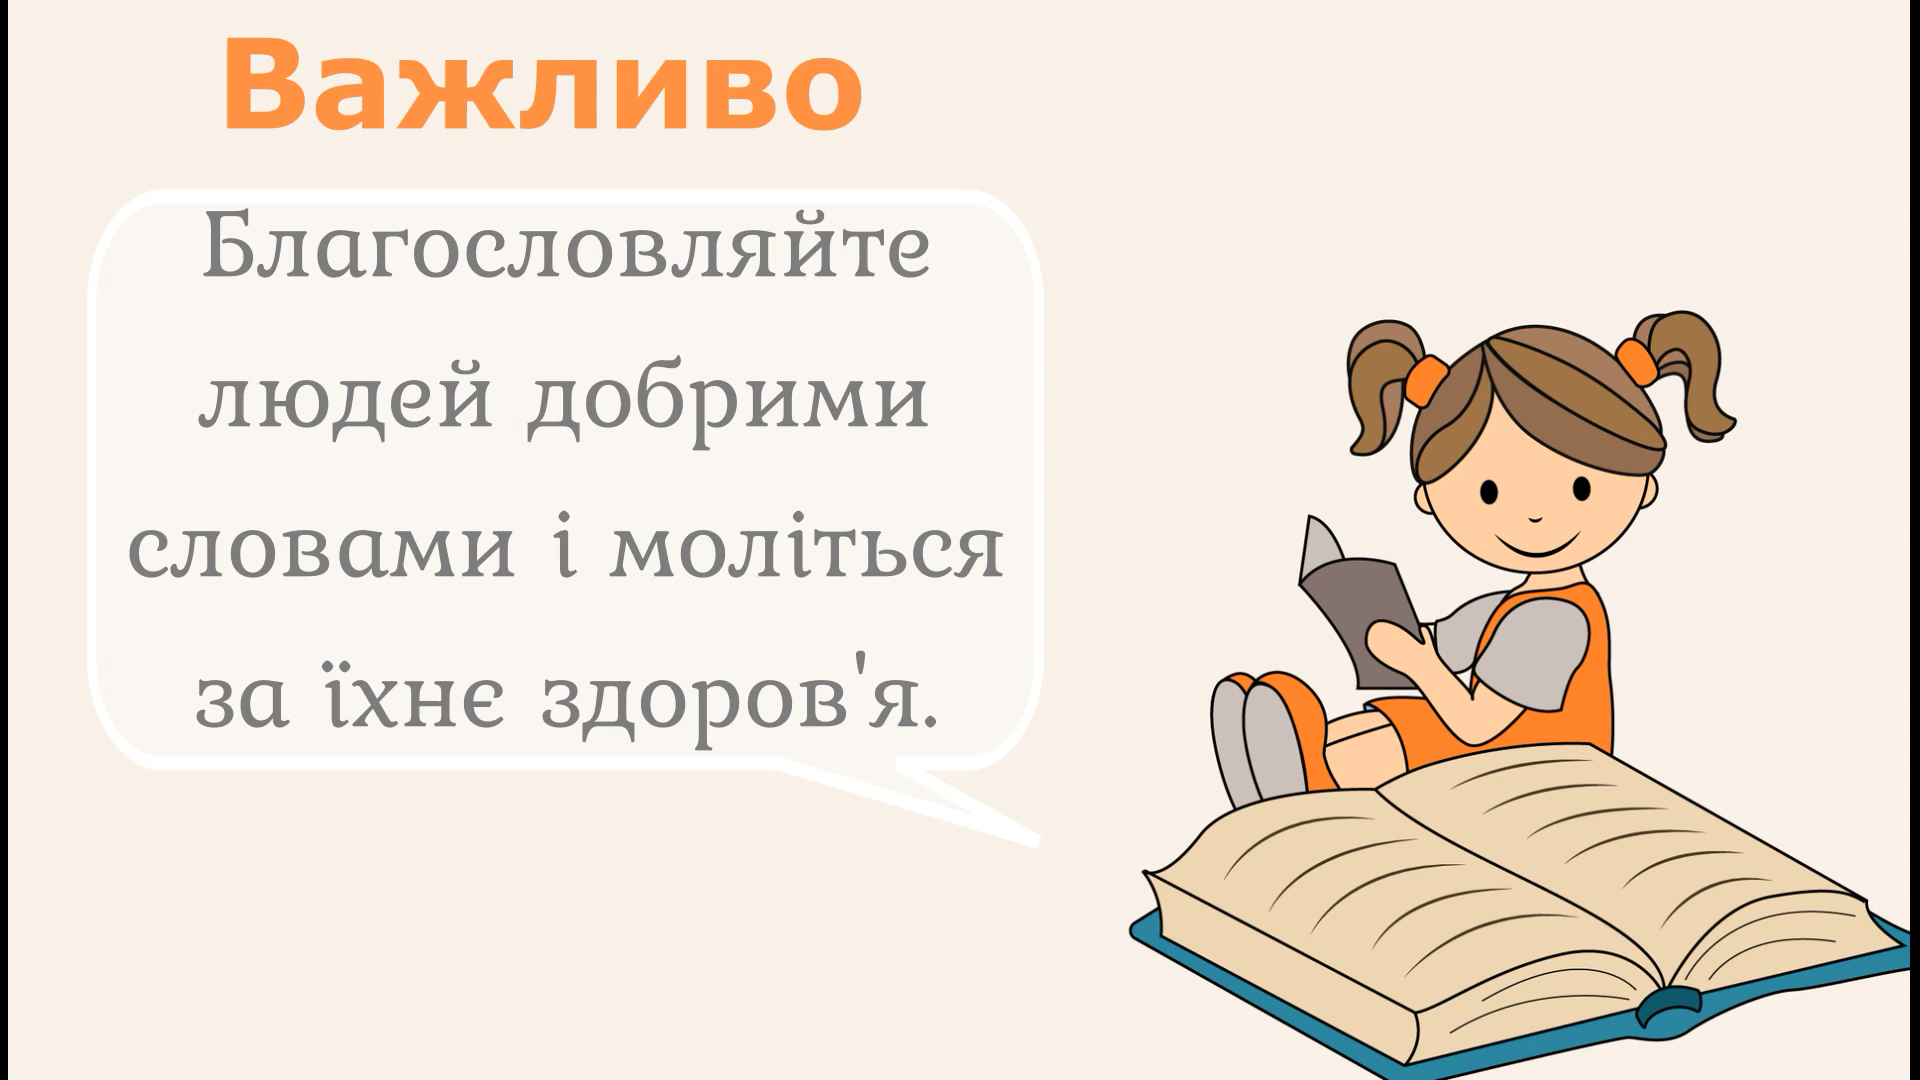 Важливо
Благословляйте
людей добрими
словами і моліться
за їхнє здоров'я.